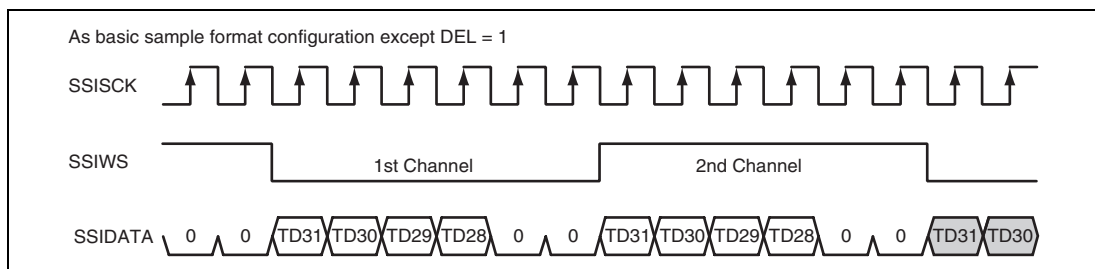 As basic sample format configuration except DEL = 1
SSISCK
SSIWS 1st Channel 2nd Channel
SSIDATA 0 0 TD31 TD30 TD29 TD28 0 0 TD31 TD30 TD29 TD28 0 0 TD31 TD30